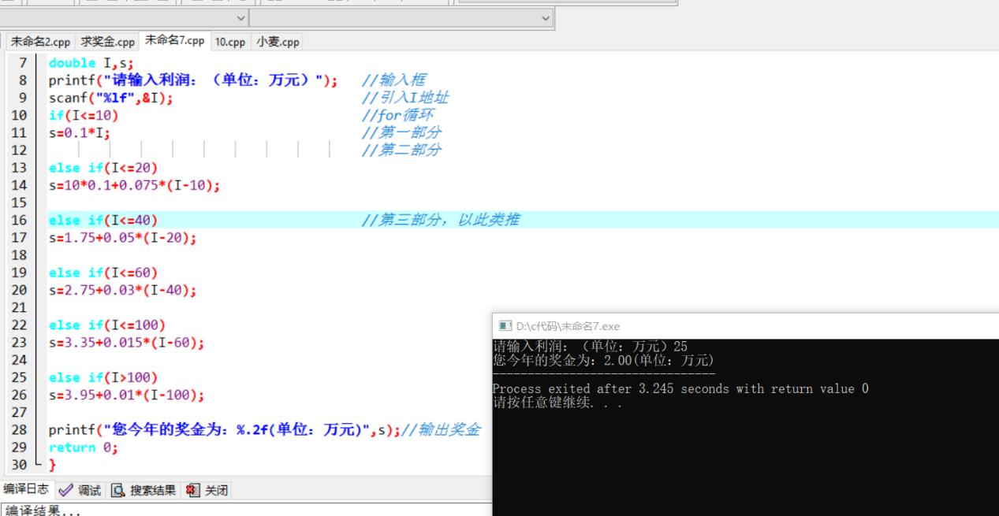 未命名2.cpp 求奖金.cpp 未命名7.cpp 10.cpp 小麦.cpp
7 double I,s;
8 printf("请输入利润：（单位：万元）"); //输入框
9 scanf("%lf",&I); //引入I地址
10 if(I<=10) //for循环
11 s=0.1*I; //第一部分
12 //第二部分
13 else if(I<=20)
14 s=10*0.1+0.075*(I-10);
15
16 else if(I<=40) //第三部分，以此类推
17 s=1.75+0.05*(I-20);
18
19 else if(I<=60)
20 s=2.75+0.03*(I-40);
21
22 else if(I<=100)
23 s=3.35+0.015*(I-60);
24
25 else if(I>100)
26 s=3.95+0.01*(I-100);
27
28 printf("您今年的奖金为：%.2f(单位：万元)",s);//输出奖金
29 return 0;
30 }
编译日志 调试 搜索结果 关闭
编译结果...
D:\c代码\未命名7.exe
请输入利润：（单位：万元）25
您今年的奖金为：2.00(单位：万元)
--------------------------------
Process exited after 3.245 seconds with return value 0
请按任意键继续. . .